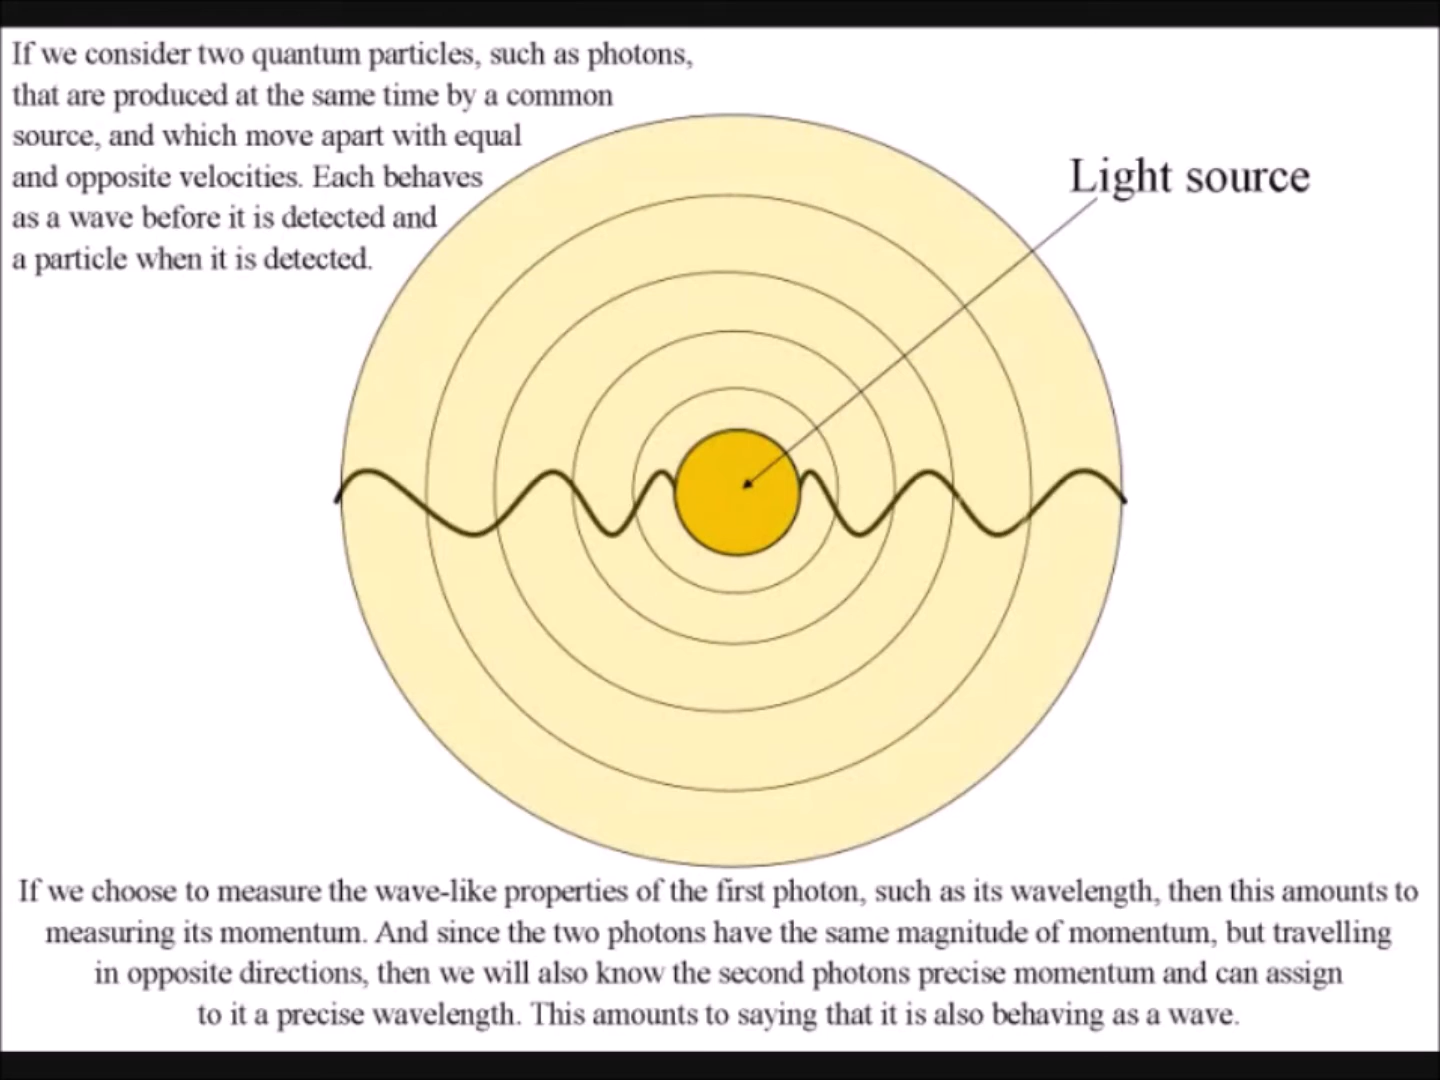 If we consider two quantum particles, such as photons,
that are produced at the same time by a common
source, and which move apart with equal
and opposite velocities. Each behaves
as a wave before it is detected and
a particle when it is detected.
Light source
If we choose to measure the wave-like properties of the first photon, such as its wavelength, then this amounts to
measuring its momentum. And since the two photons have the same magnitude of momentum, but travelling
in opposite directions, then we will also know the second photons precise momentum and can assign
to it a precise wavelength. This amounts to saying that it is also behaving as a wave.